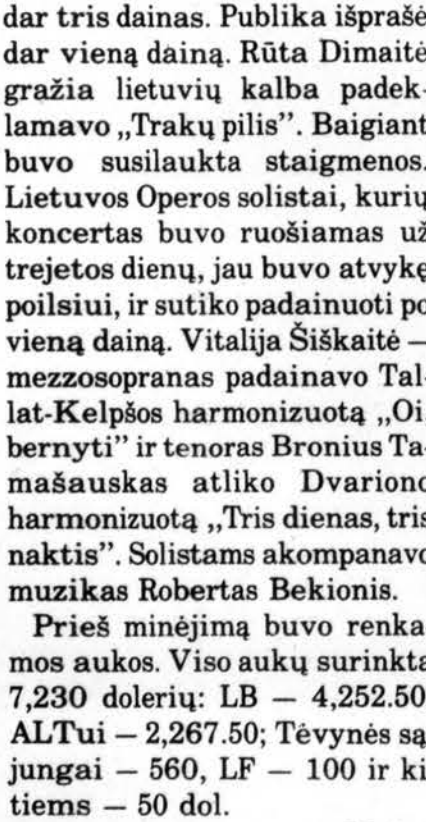 dar tris dainas. Publika išprašė
dar vieną dainą. Rūta Dimaitė
gražia lietuvių kalba padek-
lamavo „Trakų pilis”. Baigiant
buvo susilaukta staigmenos.
Lietuvos Operos solistai, kurių
koncertas buvo ruošiamas už
trejetos dienų, jau buvo atvykę
poilsiui, ir sutiko padainuoti po
vieną dainą. Vitalija Šiškaitė —
mezzosopranas padainavo Tal-
lat-Kelpšos harmonizuotą „Oi
bernyti” ir tenoras Bronius Ta-
mašauskas atliko Dvariono
harmonizuotą „Tris dienas, tris
naktis”. Solistams akompanavo
muzikas Robertas Bekionis.
Prieš minėjimą buvo renka-
mos aukos. Viso aukų surinkta
7,230 dolerių: LB — 4,252.50
ALTui — 2,267.50; Tėvynės są-
jungai — 560, LF — 100 ir ki-
tiems — 50 dol.